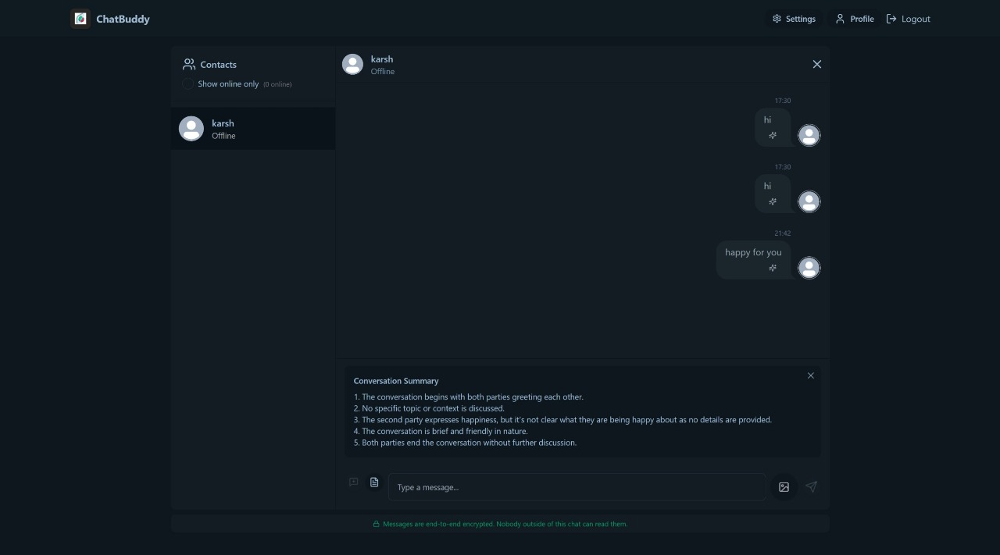 ChatBuddy
Settings
Profile
Logout
Contacts
Show online only (0 online)
karsh
Offline
karsh
Offline
17:30
hi
17:30
hi
21:42
happy for you
Conversation Summary
1. The conversation begins with both parties greeting each other.
2. No specific topic or context is discussed.
3. The second party expresses happiness, but it's not clear what they are being happy about as no details are provided.
4. The conversation is brief and friendly in nature.
5. Both parties end the conversation without further discussion.
Type a message...
Messages are end-to-end encrypted. Nobody outside of this chat can read them.